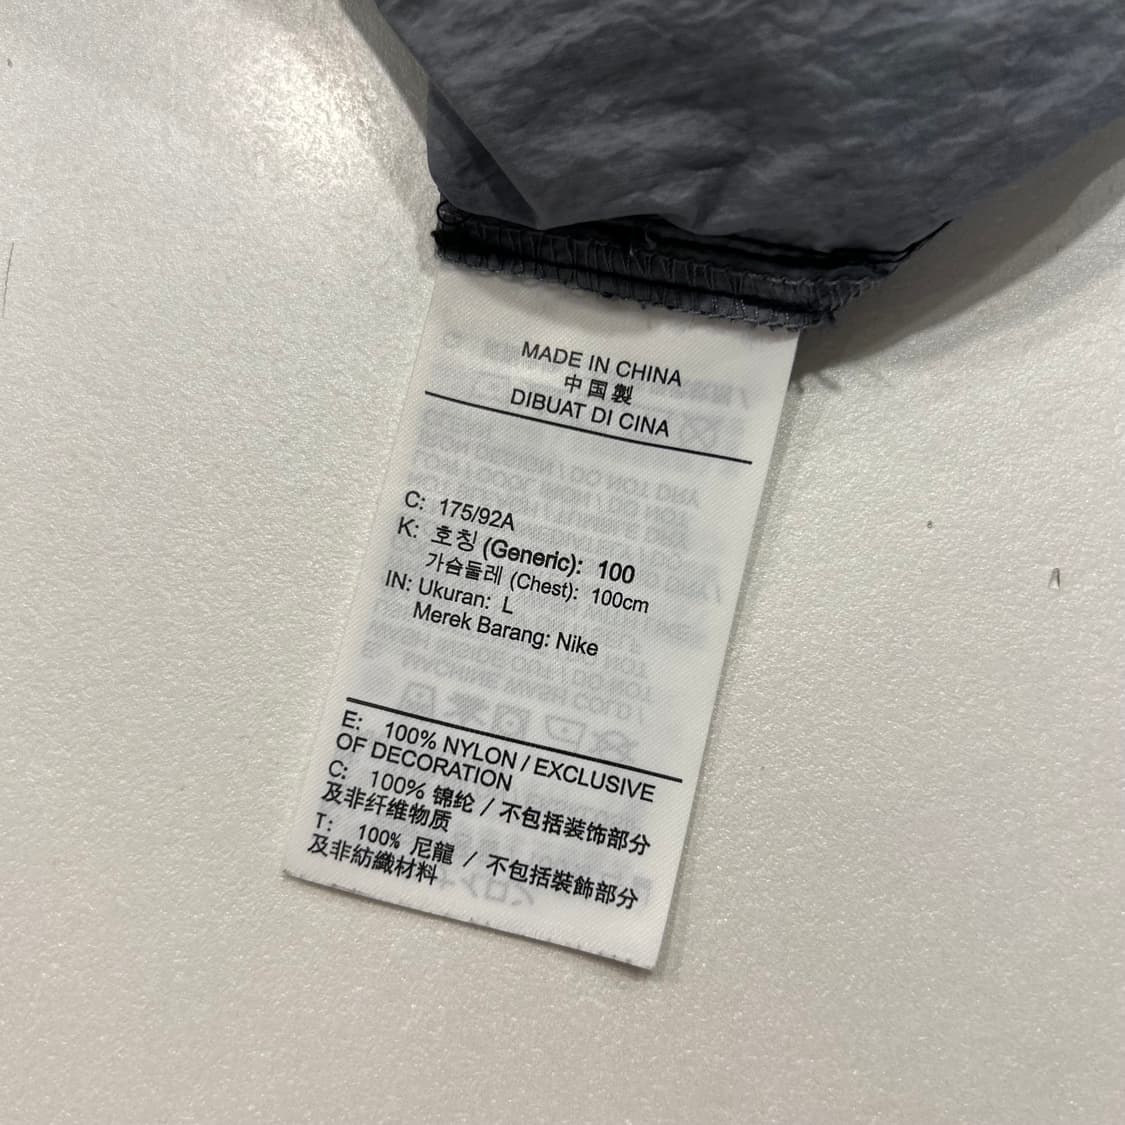 MADE IN CHINA
中国製
DIBUAT DI CINA
C: 175/92A
K: 호칭 (Generic): 100
가슴둘레 (Chest): 100cm
IN: Ukuran: L
Merek Barang: Nike
E: 100% NYLON / EXCLUSIVE
OF DECORATION
C: 100% 锦纶 / 不包括装饰部分
及非纤维物质
T: 100% 尼龍 / 不包括裝飾部分
及非紡織材料